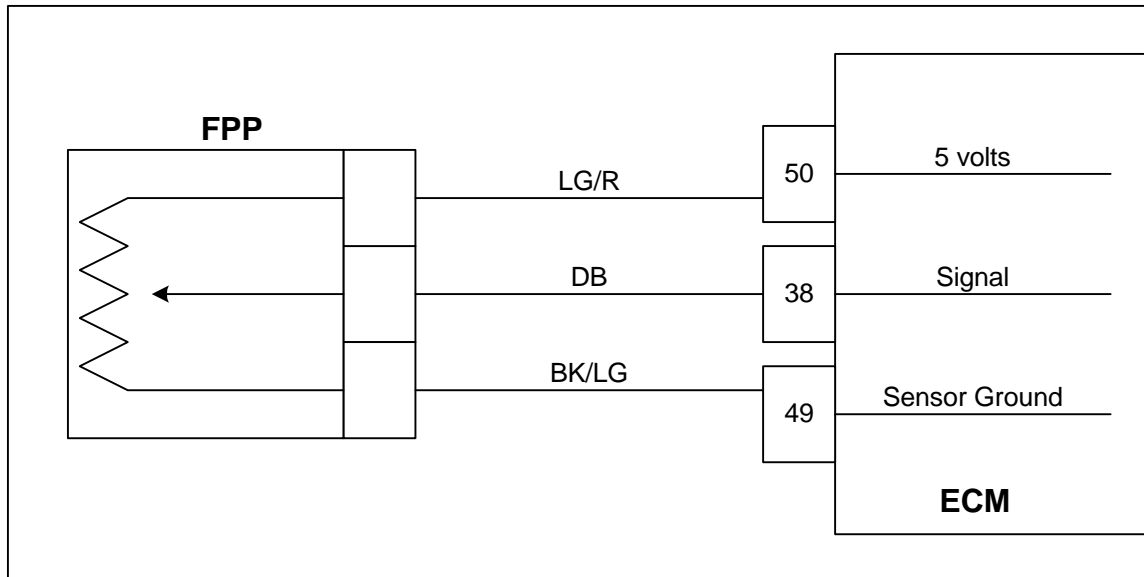 FPP
LG/R
50
5 volts
DB
38
Signal
BK/LG
49
Sensor Ground
ECM